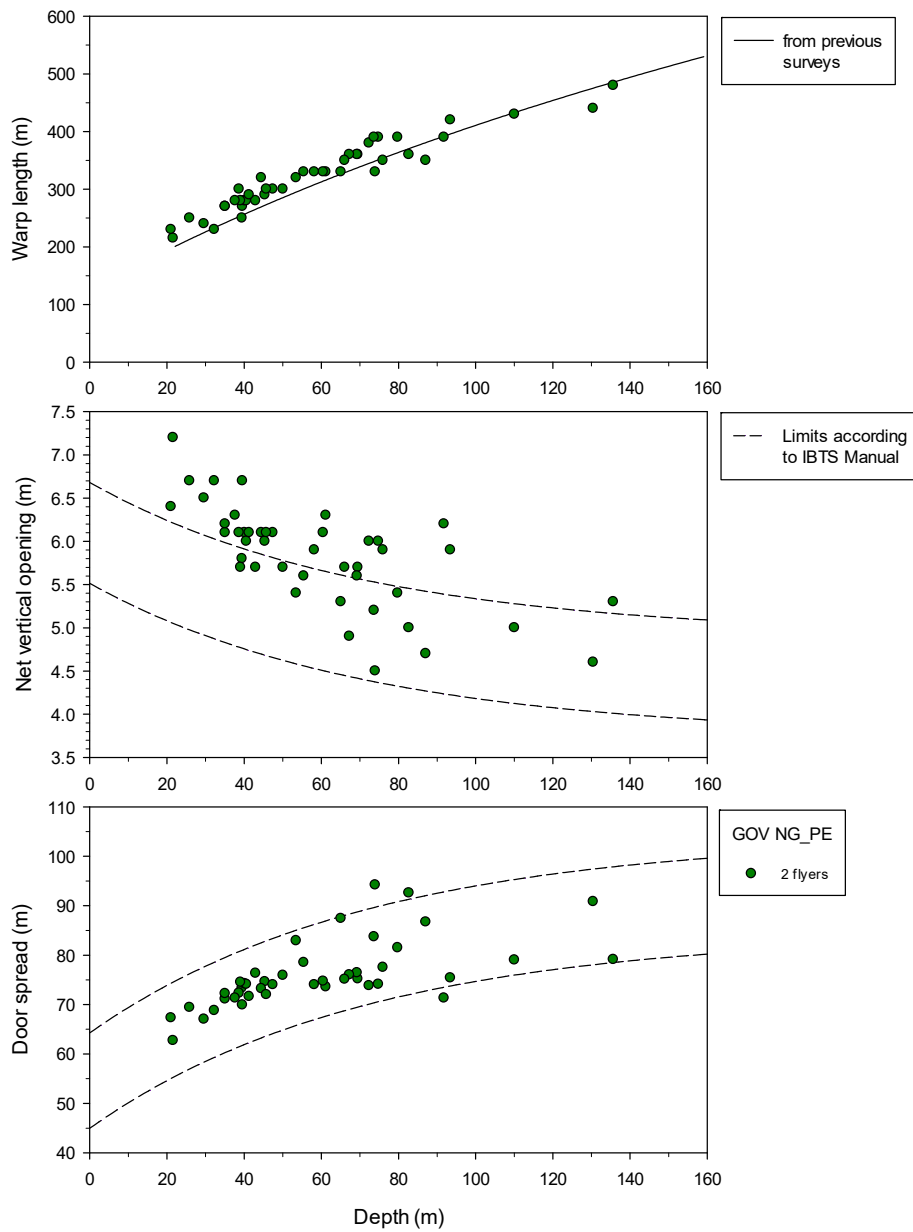 600
500
400
300
200
100
0
Warp length (m)
0 20 40 60 80 100 120 140 160
from previous
surveys
7.5
7.0
6.5
6.0
5.5
5.0
4.5
4.0
3.5
Net vertical opening (m)
0 20 40 60 80 100 120 140 160
Limits according
to IBTS Manual
110
100
90
80
70
60
50
40
Door spread (m)
0 20 40 60 80 100 120 140 160
Depth (m)
GOV NG_PE
2 flyers